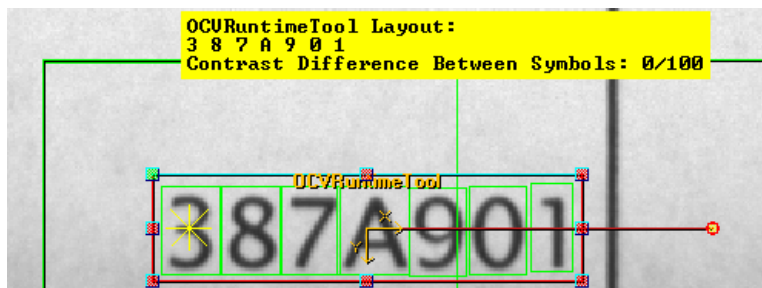 OCVRuntimeTool Layout:
3 8 7 A 9 0 1
Contrast Difference Between Symbols: 0/100
OCVRuntimeTool
387A901
X
Y